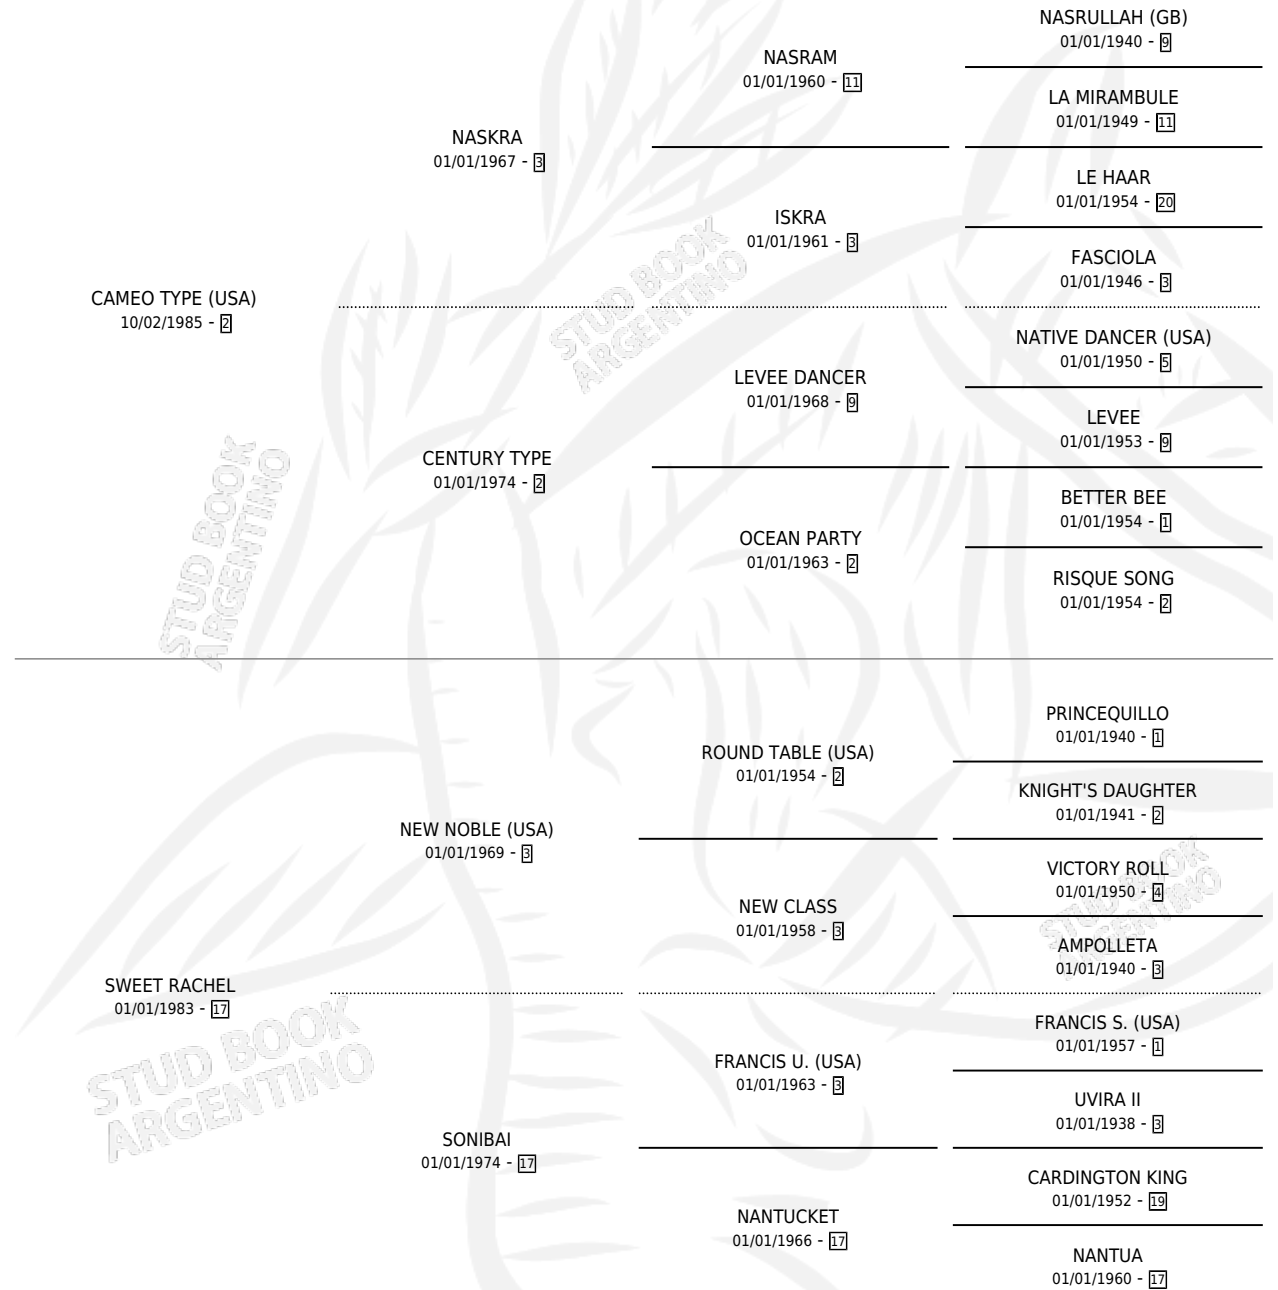 NASRULLAH (GB)
01/01/1940 - 9
NASRAM
01/01/1960 - 11
LA MIRAMBULE
01/01/1949 - 11
NASKRA
01/01/1967 - 3
LE HAAR
01/01/1954 - 20
ISKRA
01/01/1961 - 3
FASCIOLA
01/01/1946 - 3
CAMEO TYPE (USA)
10/02/1985 - 2
NATIVE DANCER (USA)
01/01/1950 - 5
LEVEE DANCER
01/01/1968 - 9
LEVEE
01/01/1953 - 9
CENTURY TYPE
01/01/1974 - 2
BETTER BEE
01/01/1954 - 1
OCEAN PARTY
01/01/1963 - 2
RISQUE SONG
01/01/1954 - 2
PRINCEQUILLO
01/01/1940 - 1
ROUND TABLE (USA)
01/01/1954 - 2
KNIGHT'S DAUGHTER
01/01/1941 - 2
NEW NOBLE (USA)
01/01/1969 - 3
VICTORY ROLL
01/01/1950 - 4
NEW CLASS
01/01/1958 - 3
AMPOLLETA
01/01/1940 - 3
SWEET RACHEL
01/01/1983 - 17
FRANCIS S. (USA)
01/01/1957 - 1
FRANCIS U. (USA)
01/01/1963 - 3
UVIRA II
01/01/1938 - 3
SONIBAI
01/01/1974 - 17
CARDINGTON KING
01/01/1952 - 19
NANTUCKET
01/01/1966 - 17
NANTUA
01/01/1960 - 17
STUD BOOK
ARGENTINO
STUD BOOK
ARGENTINO
STUD BOOK
ARGENTINO
STUD BOOK
ARGENTINO